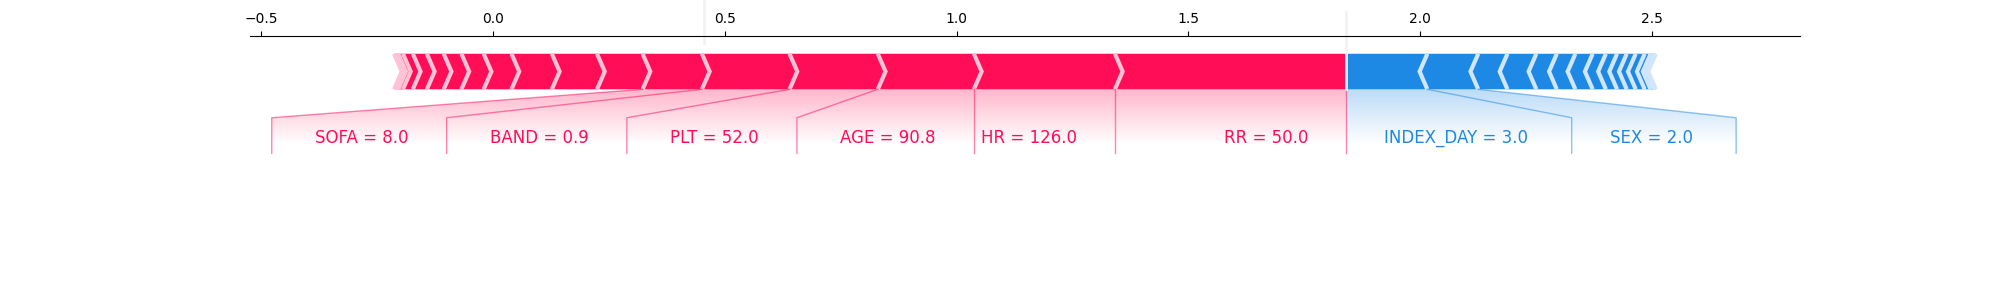 −0.5 0.0 0.5 1.0 1.5 2.0 2.5
SOFA = 8.0 BAND = 0.9 PLT = 52.0 AGE = 90.8 HR = 126.0 RR = 50.0 INDEX_DAY = 3.0 SEX = 2.0